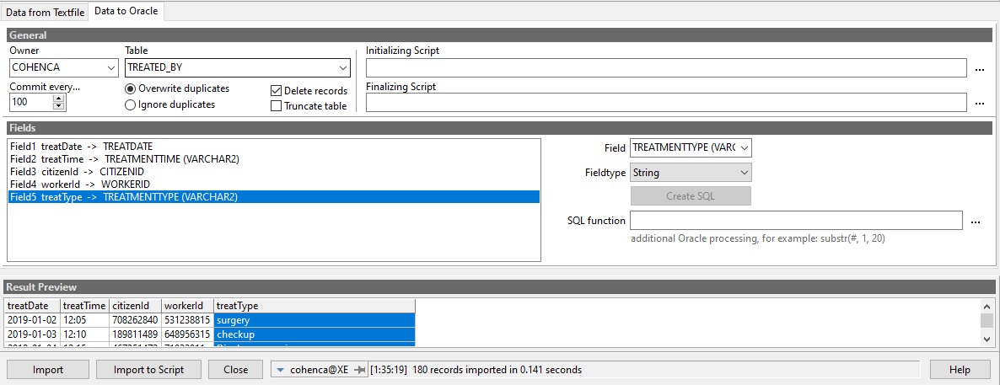 Data from Textfile
Data to Oracle
General
Owner
Table
Initializing Script
COHENCA
TREATED_BY
...
Commit every...
Overwrite duplicates
Delete records
Finalizing Script
100
Ignore duplicates
Truncate table
...
Fields
Field1 treatDate -> TREATDATE
Field2 treatTime -> TREATMENTTIME (VARCHAR2)
Field3 citizenId -> CITIZENID
Field4 workerId -> WORKERID
Field5 treatType -> TREATMENTTYPE (VARCHAR2)
Field
TREATMENTTYPE (VARC
Fieldtype
String
Create SQL
SQL function
...
additional Oracle processing, for example: substr(#, 1, 20)
Result Preview
treatDate treatTime citizenId workerId treatType
2019-01-02 12:05 708262840 531238815 surgery
2019-01-03 12:10 189811489 648956315 checkup
Import
Import to Script
Close
cohenca@XE
[1:35:19] 180 records imported in 0.141 seconds
Help